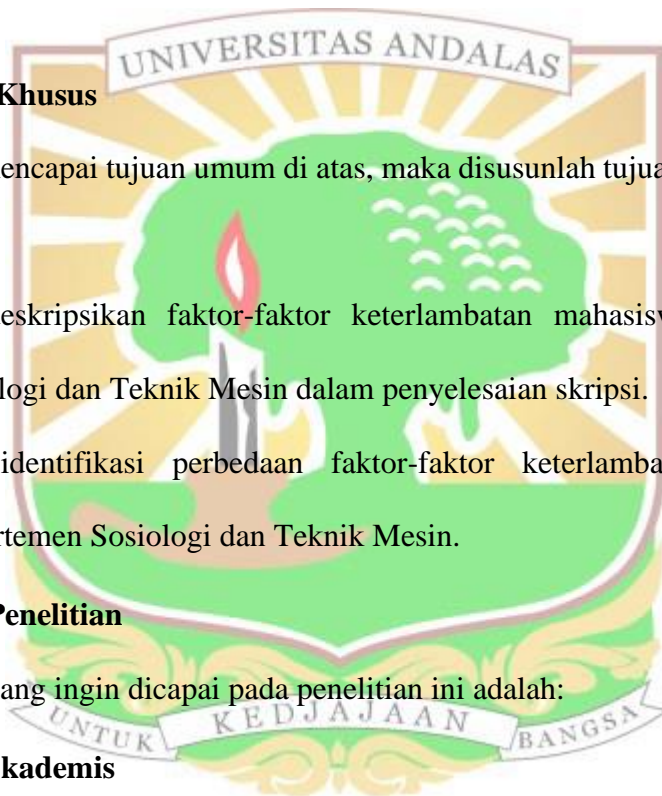 UNIVERSITAS ANDALAS
Khusus
encapai tujuan umum di atas, maka disusunlah tujua
eskripsikan faktor-faktor keterlambatan mahasisw
logi dan Teknik Mesin dalam penyelesaian skripsi.
identifikasi perbedaan faktor-faktor keterlamba
rtemen Sosiologi dan Teknik Mesin.
Penelitian
ang ingin dicapai pada penelitian ini adalah:
UNTUK KEDJAJAAN BANGSA
kademis